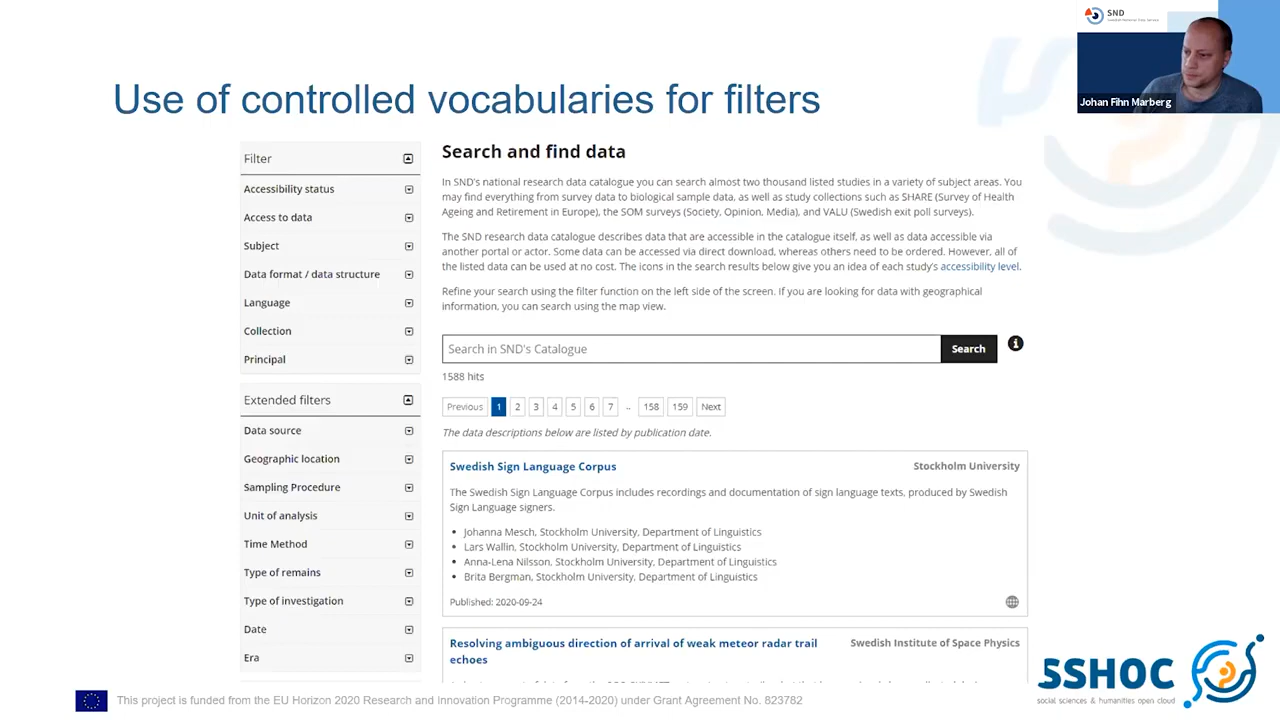 SND
Johan Fihn Marberg
Use of controlled vocabularies for filters
Filter
Accessibility status
Access to data
Subject
Data format / data structure
Language
Collection
Principal
Extended filters
Data source
Geographic location
Sampling Procedure
Unit of analysis
Time Method
Type of remains
Type of investigation
Date
Era
Search and find data
In SND's national research data catalogue you can search almost two thousand listed studies in a variety of subject areas. You
may find everything from survey data to biological sample data, as well as study collections such as SHARE (Survey of Health
Ageing and Retirement in Europe), the SOM surveys (Society, Opinion, Media), and VALU (Swedish exit poll surveys).
The SND research data catalogue describes data that are accessible in the catalogue itself, as well as data accessible via
another portal or actor. Some data can be accessed via direct download, whereas others need to be ordered. However, all of
the listed data can be used at no cost. The icons in the search results below give you an idea of each study's accessibility level.
Refine your search using the filter function on the left side of the screen. If you are looking for data with geographical
information, you can search using the map view.
Search in SND's Catalogue
Search
1588 hits
Previous 1 2 3 4 5 6 7 .. 158 159 Next
The data descriptions below are listed by publication date.
Swedish Sign Language Corpus
Stockholm University
The Swedish Sign Language Corpus includes recordings and documentation of sign language texts, produced by Swedish
Sign Language signers.
• Johanna Mesch, Stockholm University, Department of Linguistics
• Lars Wallin, Stockholm University, Department of Linguistics
• Anna-Lena Nilsson, Stockholm University, Department of Linguistics
• Brita Bergman, Stockholm University, Department of Linguistics
Published: 2020-09-24
Resolving ambiguous direction of arrival of weak meteor radar trail
echoes
Swedish Institute of Space Physics
SSHOC
social sciences & humanities open cloud
This project is funded from the EU Horizon 2020 Research and Innovation Programme (2014-2020) under Grant Agreement No. 823782